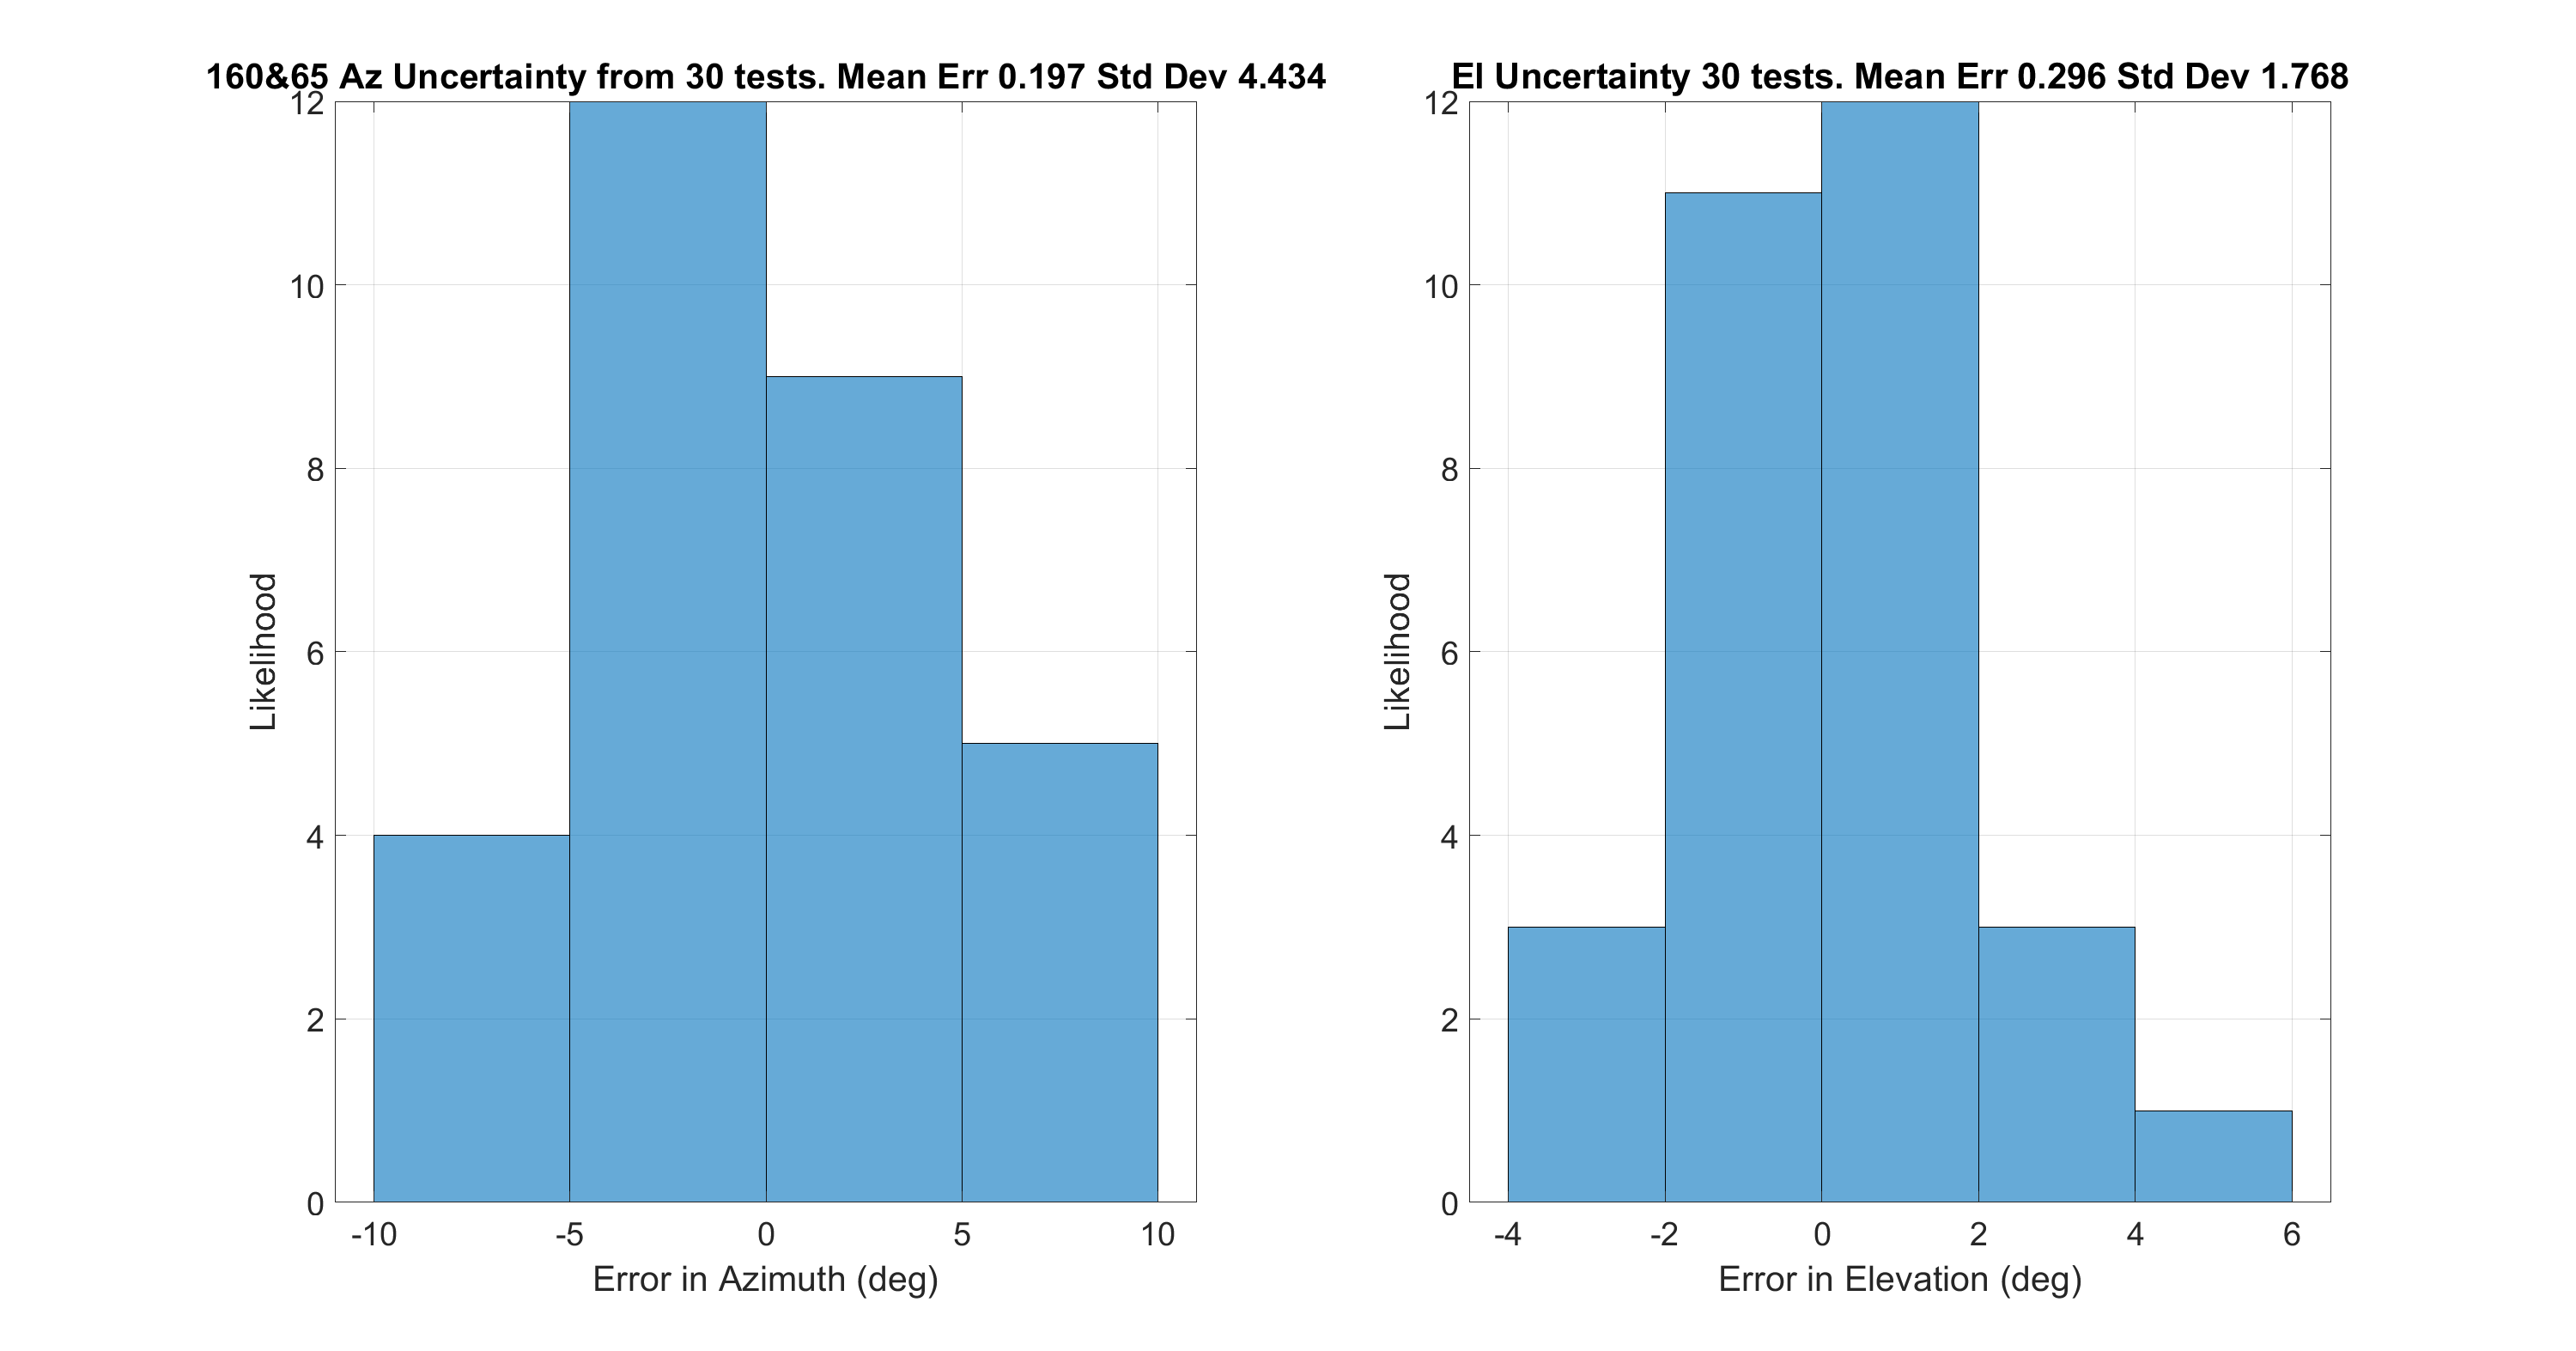 160&65 Az Uncertainty from 30 tests. Mean Err 0.197 Std Dev 4.434
12
10
8
6
4
2
0
Likelihood
-10 -5 0 5 10
Error in Azimuth (deg)
El Uncertainty 30 tests. Mean Err 0.296 Std Dev 1.768
12
10
8
6
4
2
0
Likelihood
-4 -2 0 2 4 6
Error in Elevation (deg)